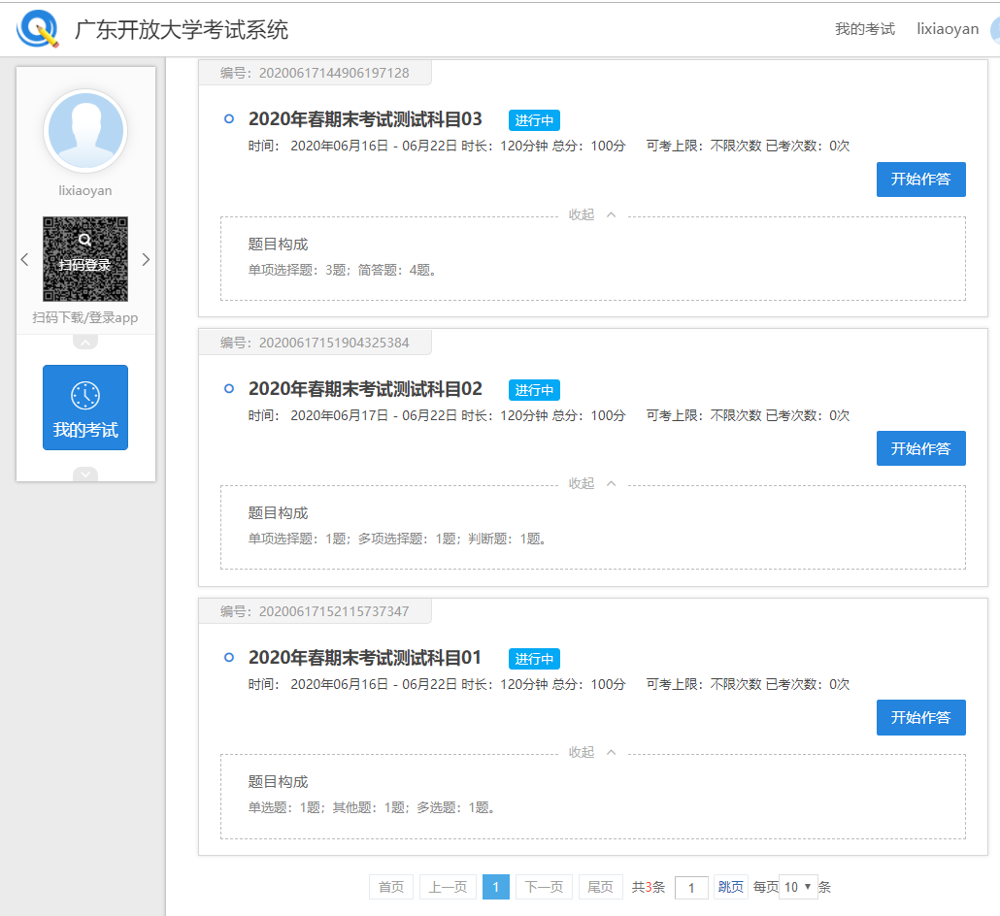 广东开放大学考试系统
我的考试 lixiaoyan
lixiaoyan
扫码登录
扫码下载/登录app
我的考试
编号：20200617144906197128
2020年春期末考试测试科目03 进行中
时间： 2020年06月16日 - 06月22日 时长：120分钟 总分：100分 可考上限：不限次数 已考次数：0次
开始作答
收起
题目构成
单项选择题：3题；简答题：4题。
编号：20200617151904325384
2020年春期末考试测试科目02 进行中
时间： 2020年06月17日 - 06月22日 时长：120分钟 总分：100分 可考上限：不限次数 已考次数：0次
开始作答
收起
题目构成
单项选择题：1题；多项选择题：1题；判断题：1题。
编号：20200617152115737347
2020年春期末考试测试科目01 进行中
时间： 2020年06月16日 - 06月22日 时长：120分钟 总分：100分 可考上限：不限次数 已考次数：0次
开始作答
收起
题目构成
单选题：1题；其他题：1题；多选题：1题。
首页 上一页 1 下一页 尾页 共3条 1 跳页 每页 10 条